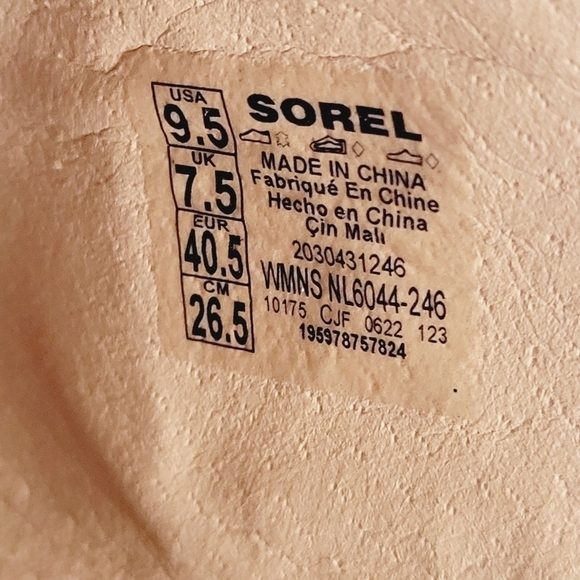 USA
9.5
UK
7.5
EUR
40.5
CM
26.5
SOREL
MADE IN CHINA
Fabriqué En Chine
Hecho en China
Çin Malı
2030431246
WMNS NL6044-246
10175 CJF 0622 123
195978757824